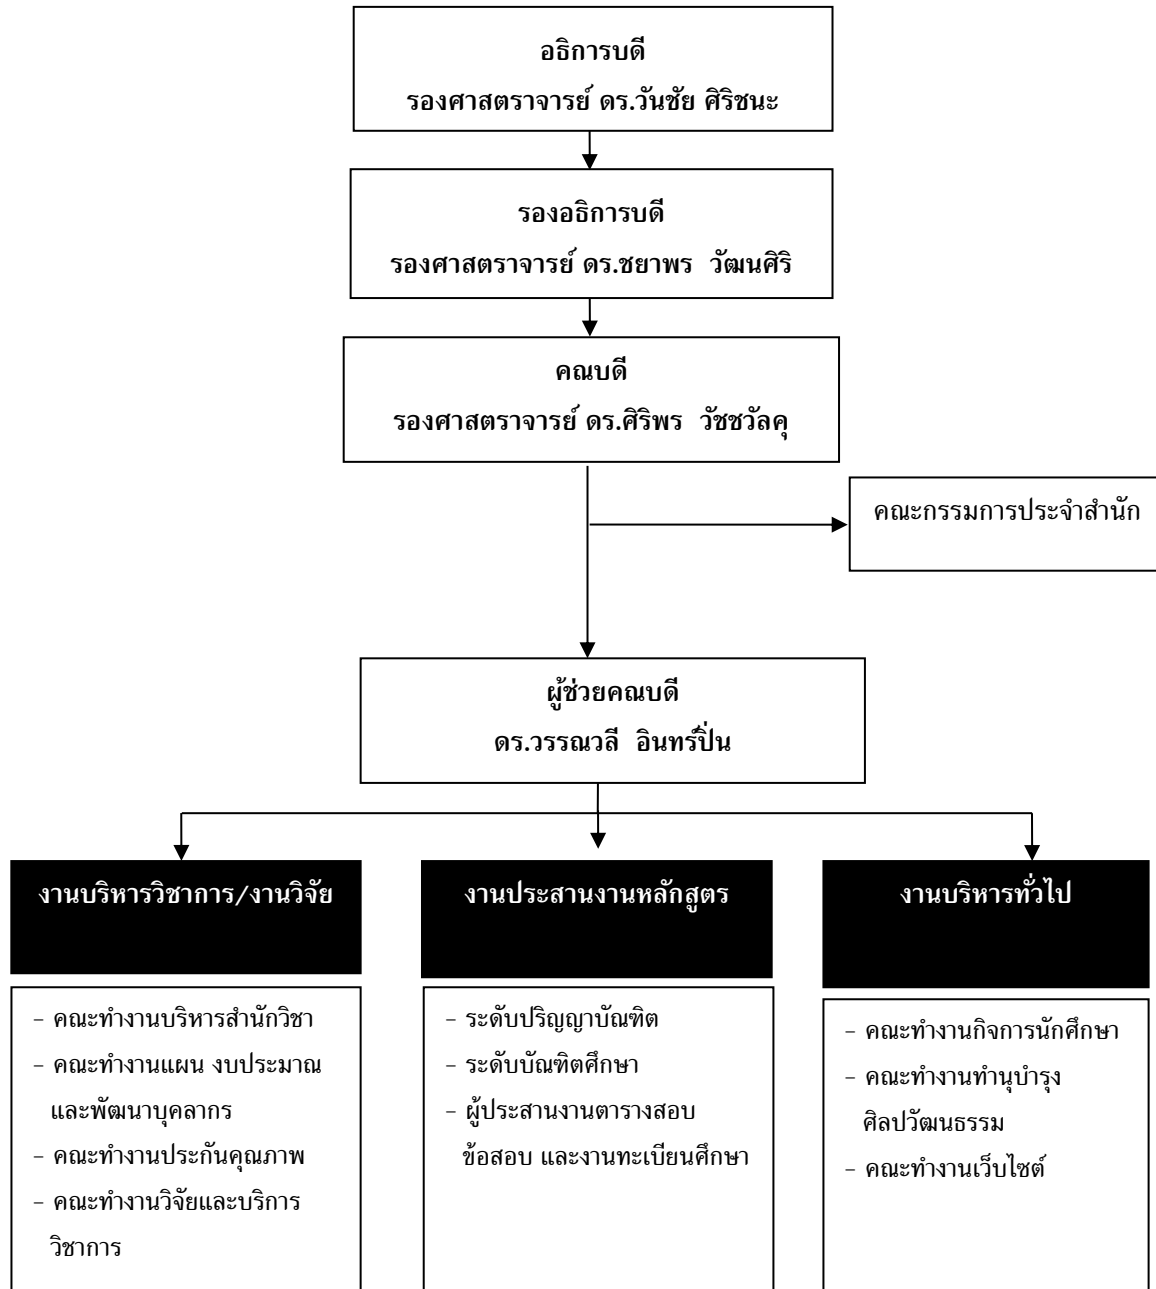 อธิการบดี
รองศาสตราจารย์ ดร.วันชัย ศิริชนะ
รองอธิการบดี
รองศาสตราจารย์ ดร.ชยาพร วัฒนศิริ
คณบดี
รองศาสตราจารย์ ดร.ศิริพร วัชชวัลคุ
คณะกรรมการประจำสำนัก
ผู้ช่วยคณบดี
ดร.วรรณวลี อินทร์ปิ่น
งานบริหารวิชาการ/งานวิจัย
- คณะทำงานบริหารสำนักวิชา
- คณะทำงานแผน งบประมาณ
และพัฒนาบุคลากร
- คณะทำงานประกันคุณภาพ
- คณะทำงานวิจัยและบริการ
วิชาการ
งานประสานงานหลักสูตร
- ระดับปริญญาบัณฑิต
- ระดับบัณฑิตศึกษา
- ผู้ประสานงานตารางสอบ
ข้อสอบ และงานทะเบียนศึกษา
งานบริหารทั่วไป
- คณะทำงานกิจการนักศึกษา
- คณะทำงานทำนุบำรุง
ศิลปวัฒนธรรม
- คณะทำงานเว็บไซต์